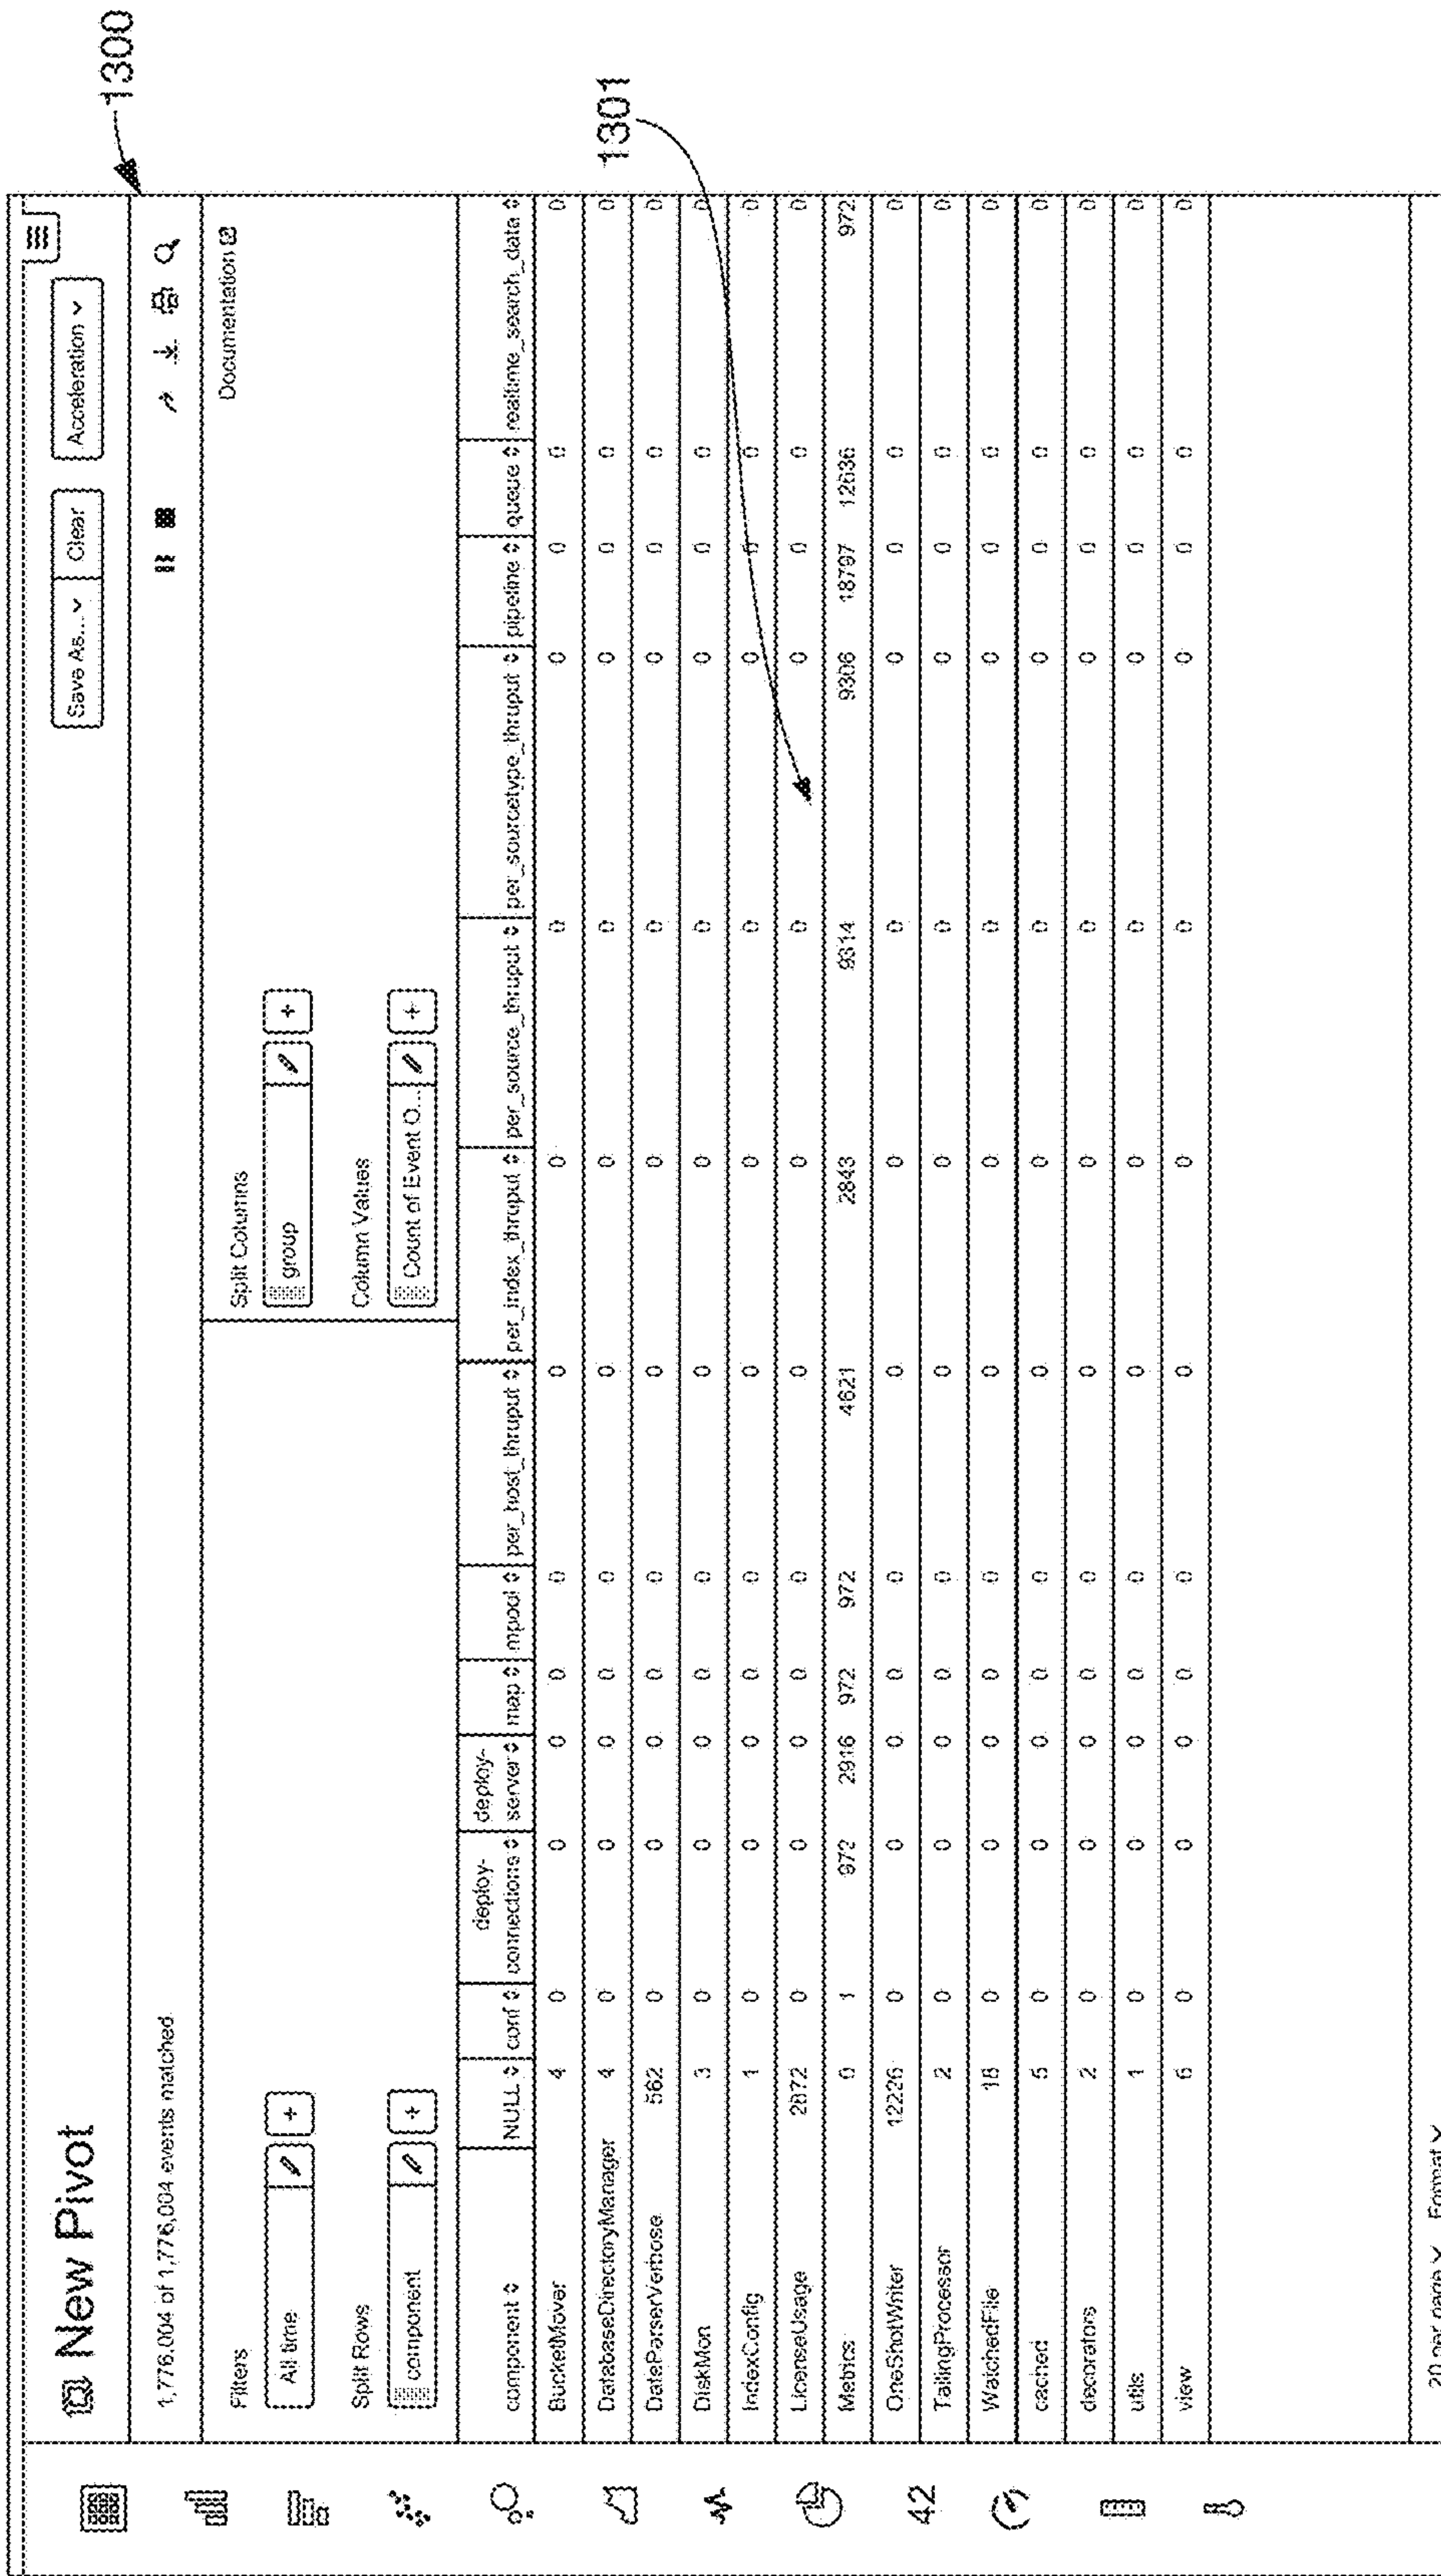 1300
1301
New Pivot
Save As... Clear Acceleration
1,776,004 of 1,776,004 events matched
Documentation
Filters
All time
+
Split Columns
group
+
Split Rows
component
+
Column Values
Count of Event O...
+
component NULL conf deploy-connections deploy-server map mpool per_host_thruput per_index_thruput per_source_thruput per_sourcetype_thruput pipeline queue realtime_search_data
BucketMover 4 0 0 0 0 0 0 0 0 0 0 0 0
DatabaseDirectoryManager 4 0 0 0 0 0 0 0 0 0 0 0 0
DateParserVerbose 562 0 0 0 0 0 0 0 0 0 0 0 0
DiskMon 3 0 0 0 0 0 0 0 0 0 0 0 0
IndexConfig 1 0 0 0 0 0 0 0 0 0 0 0 0
LicenseUsage 2872 0 0 0 0 0 0 0 0 0 0 0 0
Metrics 0 1 972 2916 972 972 4621 2843 9314 9306 18797 12636 972
OneShotWriter 12226 0 0 0 0 0 0 0 0 0 0 0 0
TailingProcessor 2 0 0 0 0 0 0 0 0 0 0 0 0
WatchedFile 18 0 0 0 0 0 0 0 0 0 0 0 0
cached 5 0 0 0 0 0 0 0 0 0 0 0 0
decorators 2 0 0 0 0 0 0 0 0 0 0 0 0
utils 1 0 0 0 0 0 0 0 0 0 0 0 0
view 6 0 0 0 0 0 0 0 0 0 0 0 0
42
20 per page Format